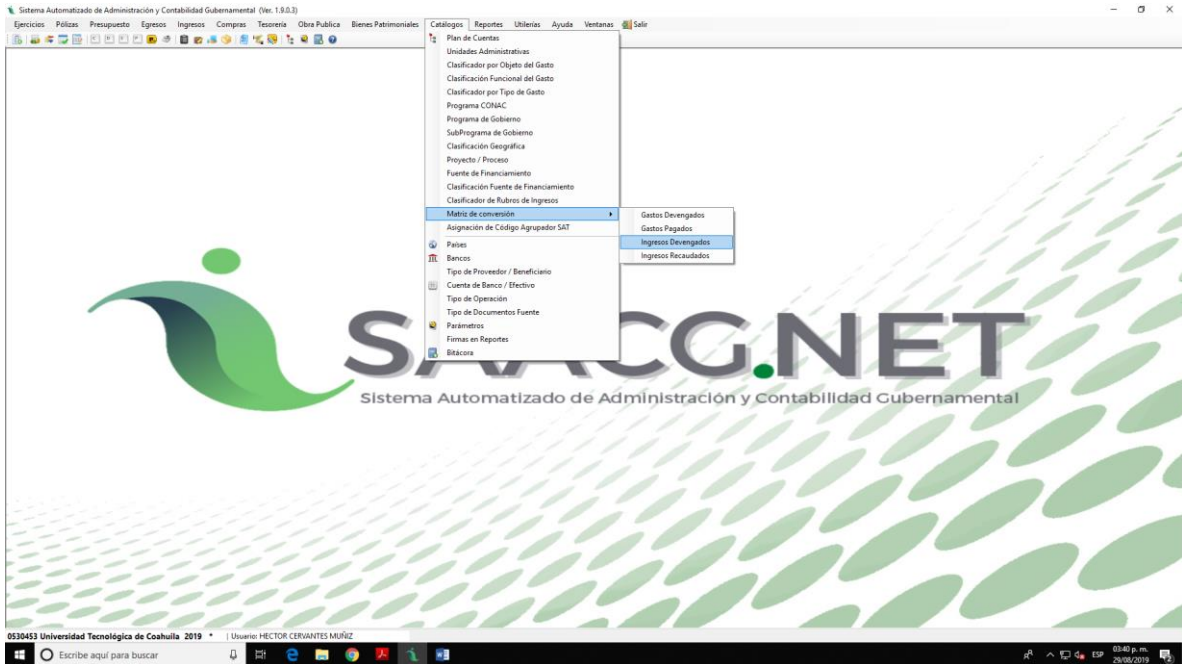 Sistema Automatizado de Administración y Contabilidad Gubernamental (Ver. 1.9.0.3)
Ejercicios Pólizas Presupuesto Egresos Ingresos Compras Tesorería Obra Publica Bienes Patrimoniales Catálogos Reportes Utilerías Ayuda Ventanas Salir
Plan de Cuentas
Unidades Administrativas
Clasificador por Objeto del Gasto
Clasificación Funcional del Gasto
Clasificador por Tipo de Gasto
Programa CONAC
Programa de Gobierno
SubPrograma de Gobierno
Clasificación Geográfica
Proyecto / Proceso
Fuente de Financiamiento
Clasificación Fuente de Financiamiento
Clasificador de Rubros de Ingresos
Matriz de conversión
Gastos Devengados
Gastos Pagados
Ingresos Devengados
Ingresos Recaudados
Asignación de Código Agrupador SAT
Países
Bancos
Tipo de Proveedor / Beneficiario
Cuenta de Banco / Efectivo
Tipo de Operación
Tipo de Documentos Fuente
Parámetros
Firmas en Reportes
Bitácora
SAACG.NET
Sistema Automatizado de Administración y Contabilidad Gubernamental
0530453 Universidad Tecnológica de Coahuila 2019 * | Usuario: HECTOR CERVANTES MUÑIZ
Escribe aquí para buscar
ESP
03:40 p. m.
29/08/2019
2